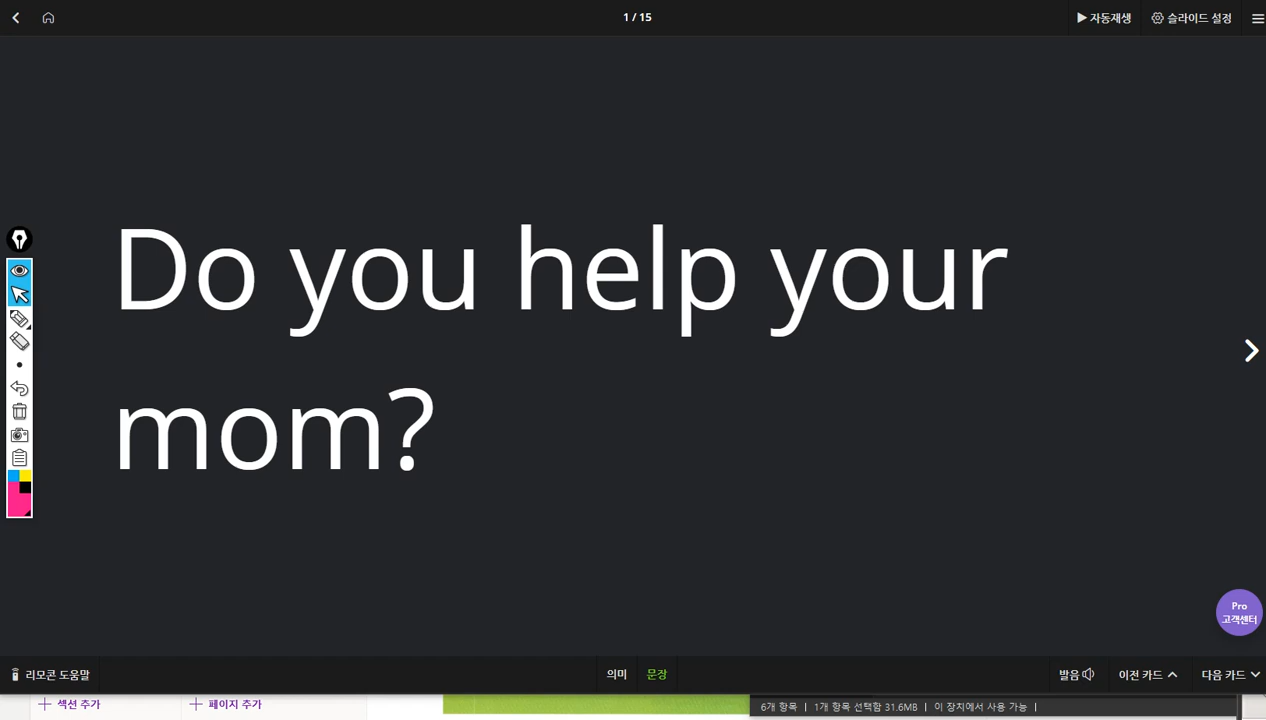 1 / 15
자동재생
슬라이드 설정
Do you help your
mom?
Pro
고객센터
리모콘 도움말
의미
문장
발음
이전 카드
다음 카드
섹션 추가
페이지 추가
6개 항목 | 1개 항목 선택함 31.6MB | 이 장치에서 사용 가능 |